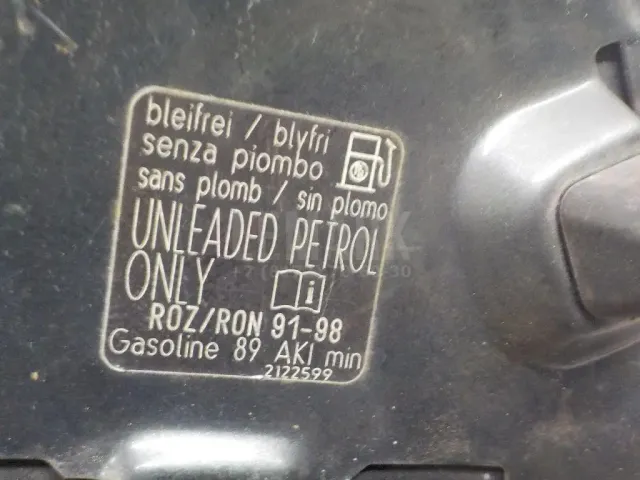 bleifrei / blyfri
senza piombo
sans plomb / sin plomo
UNLEADED PETROL
ONLY
ROZ/RON 91-98
Gasoline 89 AKI min
2122599